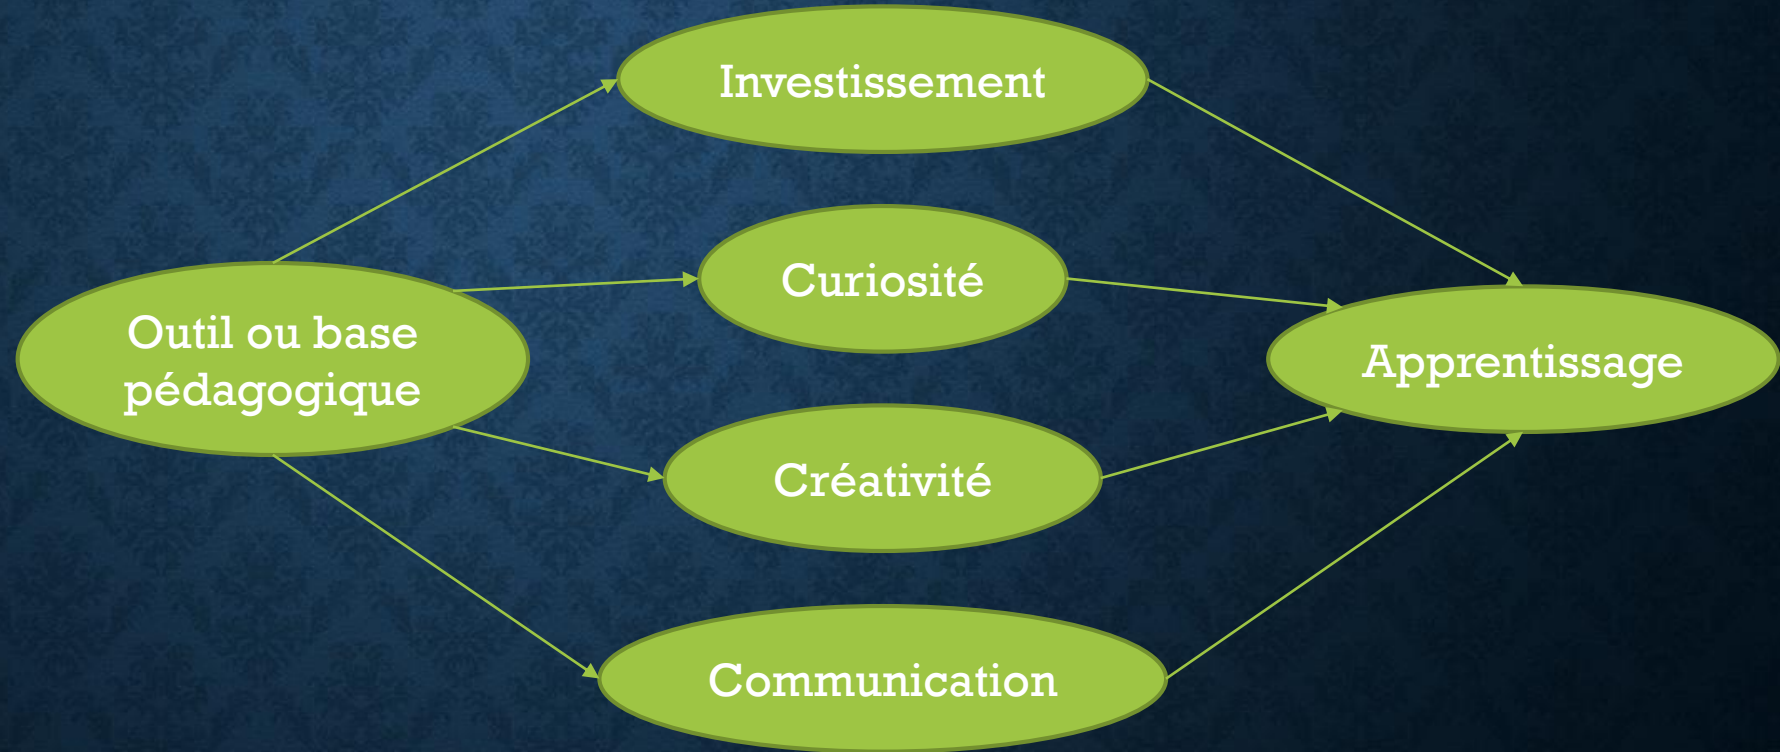 Investissement
Curiosité
Outil ou base
pédagogique
Apprentissage
Créativité
Communication